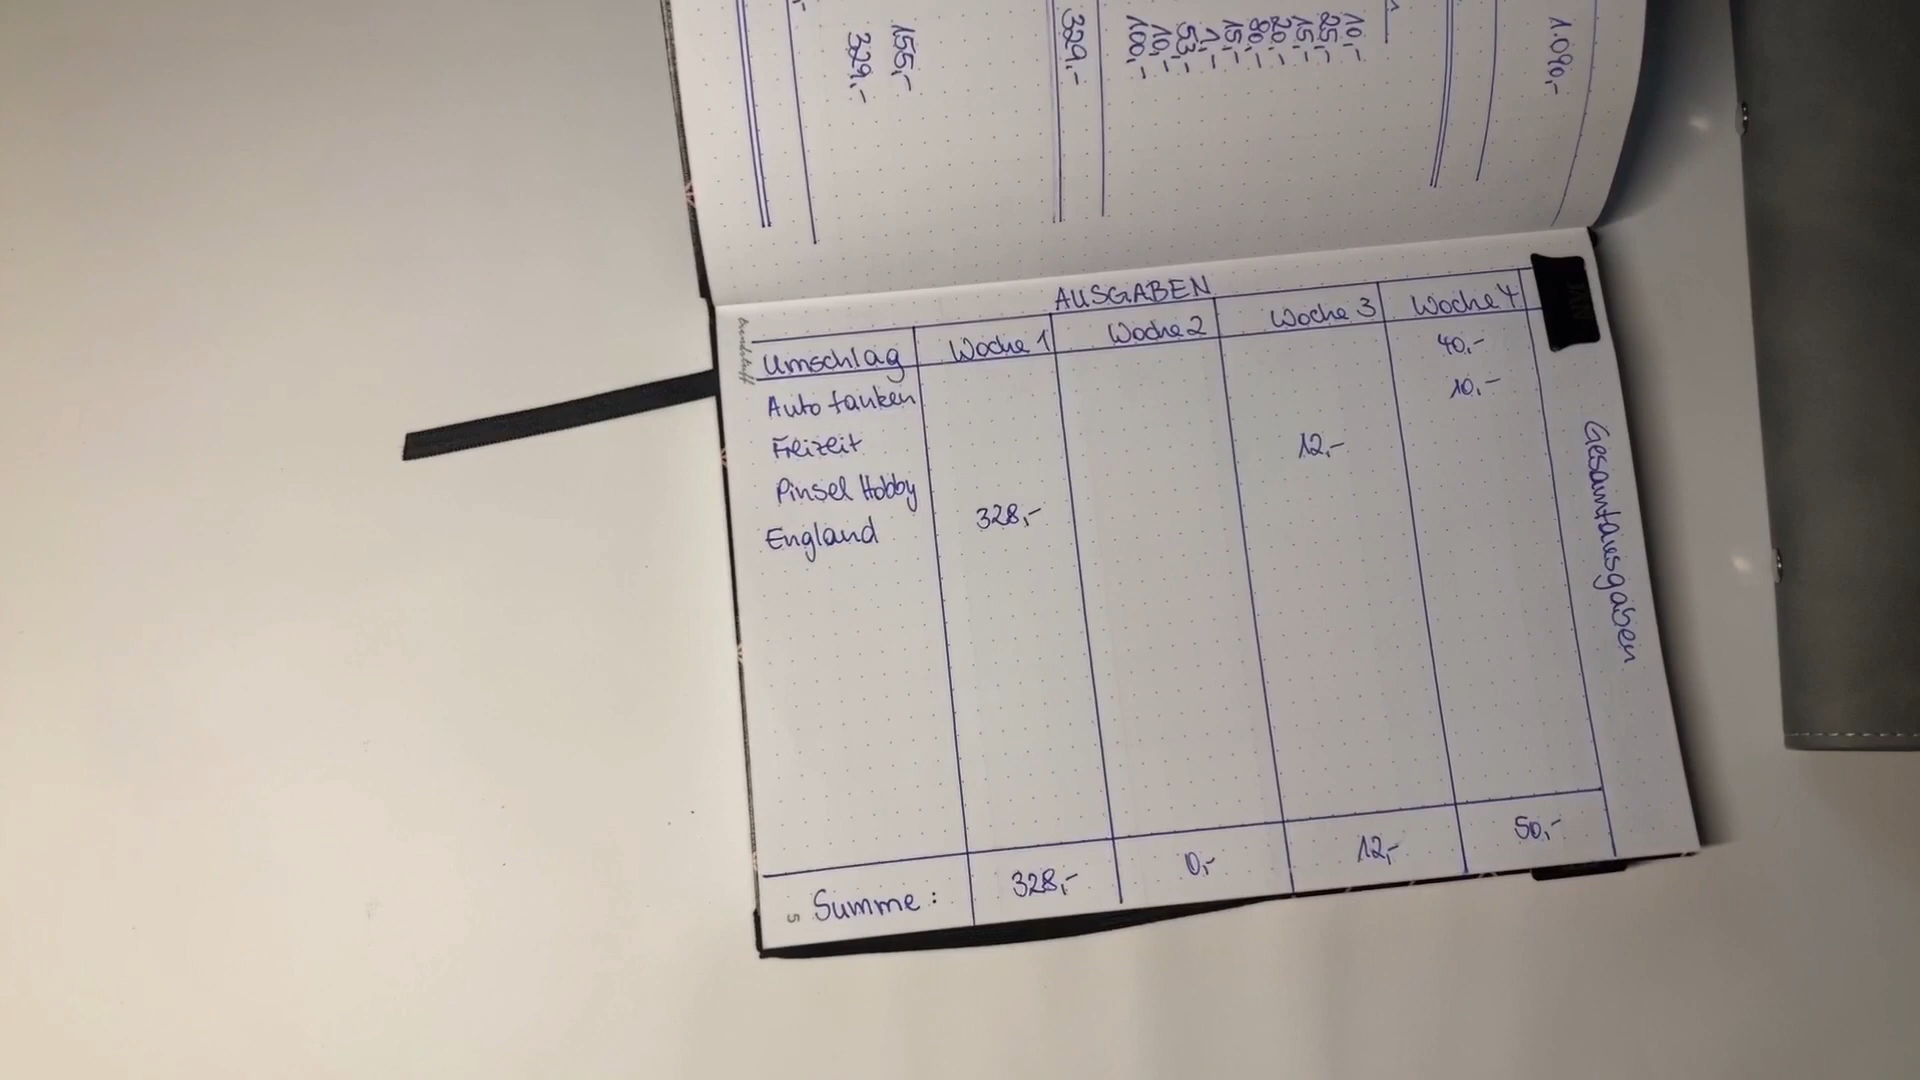 1.090,-
10,-
25,-
15,-
20,-
80,-
15,-
1,-
53,-
10,-
100,-
329,-
155,-
329,-
AUSGABEN
Umschlag Woche 1 Woche 2 Woche 3 Woche 4
Auto tanken 40,-
Freizeit 10,-
Pinsel Hobby 12,-
England 328,-
Summe: 328,- 0,- 12,- 50,-
Gesamtausgaben
5
JAN